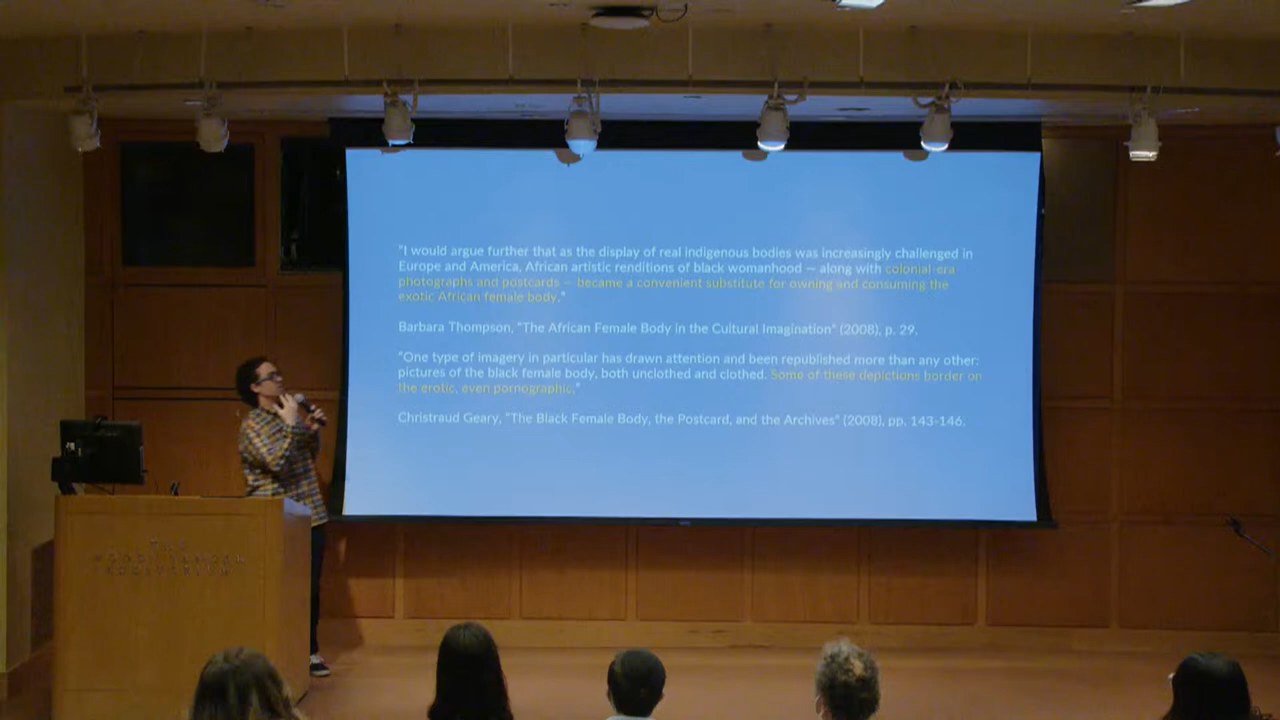 "I would argue further that as the display of real indigenous bodies was increasingly challenged in
Europe and America, African artistic renditions of black womanhood — along with colonial-era
photographs and postcards — became a convenient substitute for owning and consuming the
exotic African female body."
Barbara Thompson, "The African Female Body in the Cultural Imagination" (2008), p. 29.
"One type of imagery in particular has drawn attention and been republished more than any other:
pictures of the black female body, both unclothed and clothed. Some of these depictions border on
the erotic, even pornographic."
Christraud Geary, "The Black Female Body, the Postcard, and the Archives" (2008), pp. 143-146.
THE